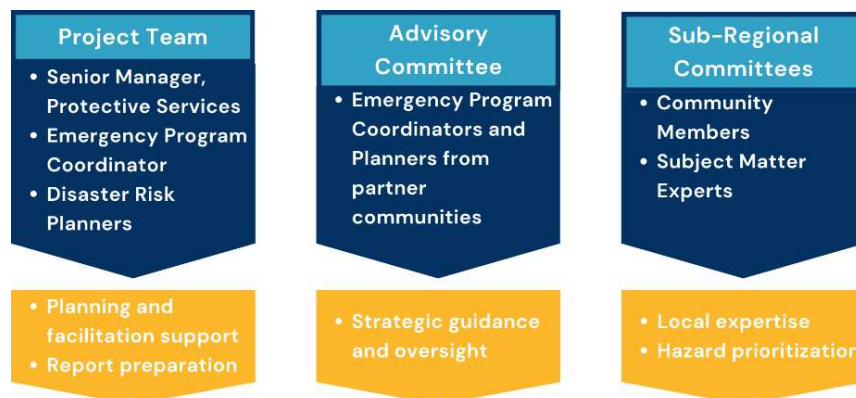 Project Team
• Senior Manager,
Protective Services
• Emergency Program
Coordinator
• Disaster Risk
Planners
• Planning and
facilitation support
• Report preparation
Advisory
Committee
• Emergency Program
Coordinators and
Planners from
partner
communities
• Strategic guidance
and oversight
Sub-Regional
Committees
• Community
Members
• Subject Matter
Experts
• Local expertise
• Hazard prioritization